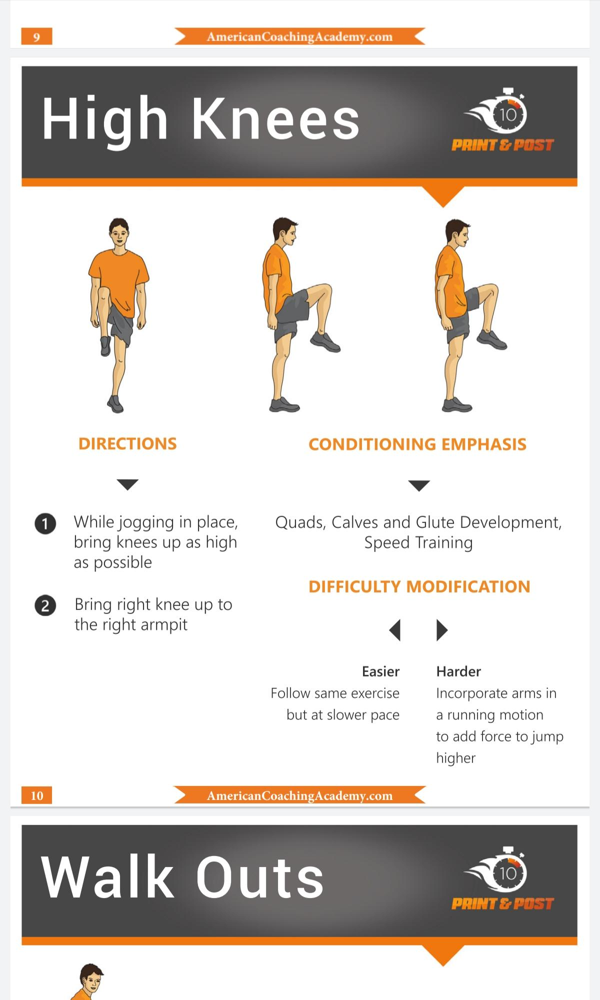 9
AmericanCoachingAcademy.com
High Knees
10
PRINT & POST
DIRECTIONS
1
While jogging in place,
bring knees up as high
as possible
2
Bring right knee up to
the right armpit
CONDITIONING EMPHASIS
Quads, Calves and Glute Development,
Speed Training
DIFFICULTY MODIFICATION
Easier
Follow same exercise
but at slower pace
Harder
Incorporate arms in
a running motion
to add force to jump
higher
10
AmericanCoachingAcademy.com
Walk Outs
10
PRINT & POST